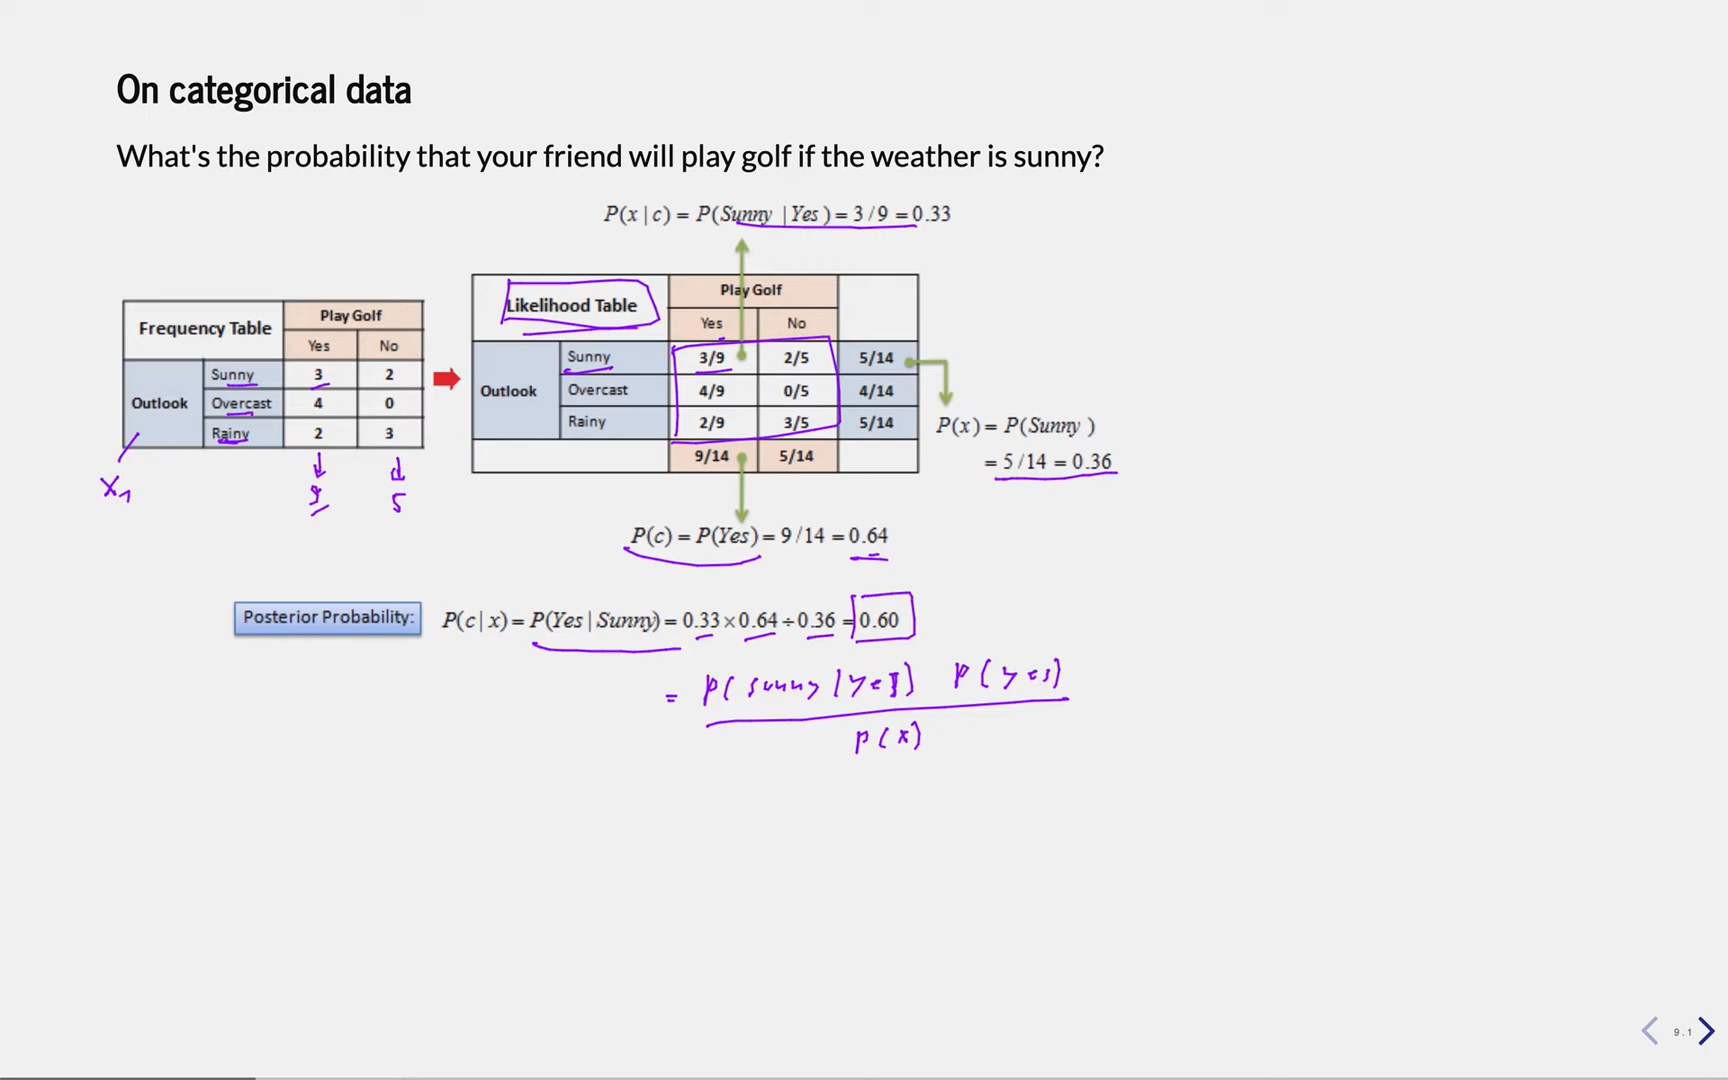 On categorical data
What's the probability that your friend will play golf if the weather is sunny?
P(x | c) = P(Sunny | Yes) = 3 / 9 = 0.33
Frequency Table
Play Golf
Yes No
Outlook
Sunny 3 2
Overcast 4 0
Rainy 2 3
x₁
9 5
Likelihood Table
Play Golf
Yes No
Outlook
Sunny 3/9 2/5 5/14
Overcast 4/9 0/5 4/14
Rainy 2/9 3/5 5/14
9/14 5/14
P(x) = P(Sunny)
= 5 / 14 = 0.36
P(c) = P(Yes) = 9 / 14 = 0.64
Posterior Probability: P(c | x) = P(Yes | Sunny) = 0.33 × 0.64 ÷ 0.36 = 0.60
= P(sunny | Yes) P(yes)
P(x)
9.1